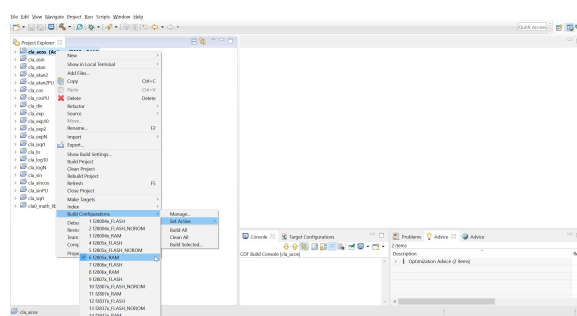 File Edit View Navigate Project Run Scripts Window Help
Quick Access
Project Explorer
cla_acos
cla_asin
cla_atan
cla_atan2
cla_atan2PU
cla_cos
cla_cosPU
cla_div
cla_exp
cla_exp10
cla_exp2
cla_expN
cla_isqrt
cla_ln
cla_log10
cla_logN
cla_sin
cla_sincos
cla_sinPU
cla_sqrt
New
Show in Local Terminal
Add Files...
Copy Ctrl+C
Paste Ctrl+V
Delete Delete
Refactor
Source
Move...
Rename... F2
Import
Export...
Show Build Settings...
Build Project
Clean Project
Rebuild Project
Refresh F5
Close Project
Make Targets
Index
Build Configurations
Manage...
Set Active
Build All
Clean All
Build Selected...
1 f28004x_FLASH
2 f28004x_FLASH_NOROM
3 f28004x_RAM
4 f2805x_FLASH
5 f2805x_FLASH_NOROM
6 f2805x_RAM
7 f2806x_FLASH
8 f2806x_RAM
9 f2807x_FLASH
10 f2807x_FLASH_NOROM
11 f2807x_RAM
12 f2837x_FLASH
13 f2837x_FLASH_NOROM
14 f2837x_RAM
Console Target Configurations
CDT Build Console [cla_acos]
Problems Advice Advice
2 items
Description
Optimization Advice (2 items)
cla_acos